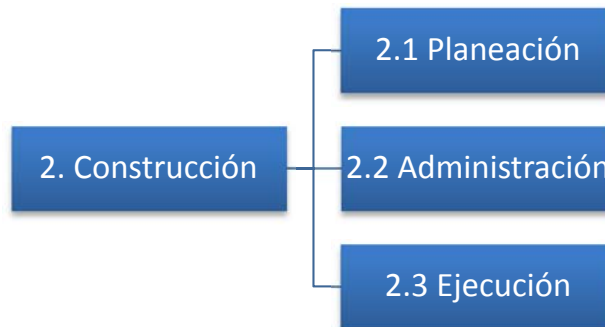 2.1 Planeación
2. Construcción
2.2 Administración
2.3 Ejecución